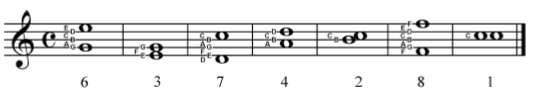 E D C B A G
G F E
C B A G F E D
D C B A
C B
F E D C B A G F
C
6 3 7 4 2 8 1